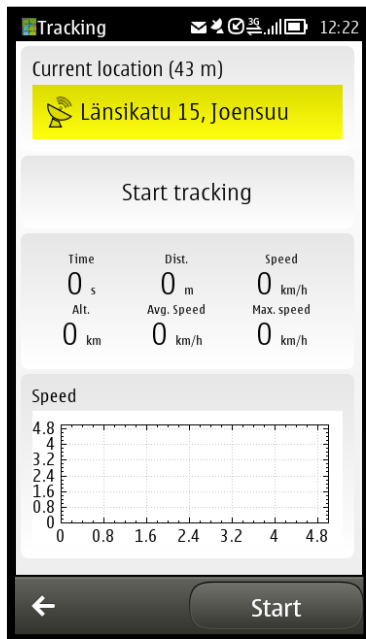 Tracking 3G 12:22
Current location (43 m)
Länsikatu 15, Joensuu
Start tracking
Time Dist. Speed
0 s 0 m 0 km/h
Alt. Avg. Speed Max. speed
0 km 0 km/h 0 km/h
Speed
4.8
4
3.2
2.4
1.6
0.8
0
0 0.8 1.6 2.4 3.2 4 4.8
Start